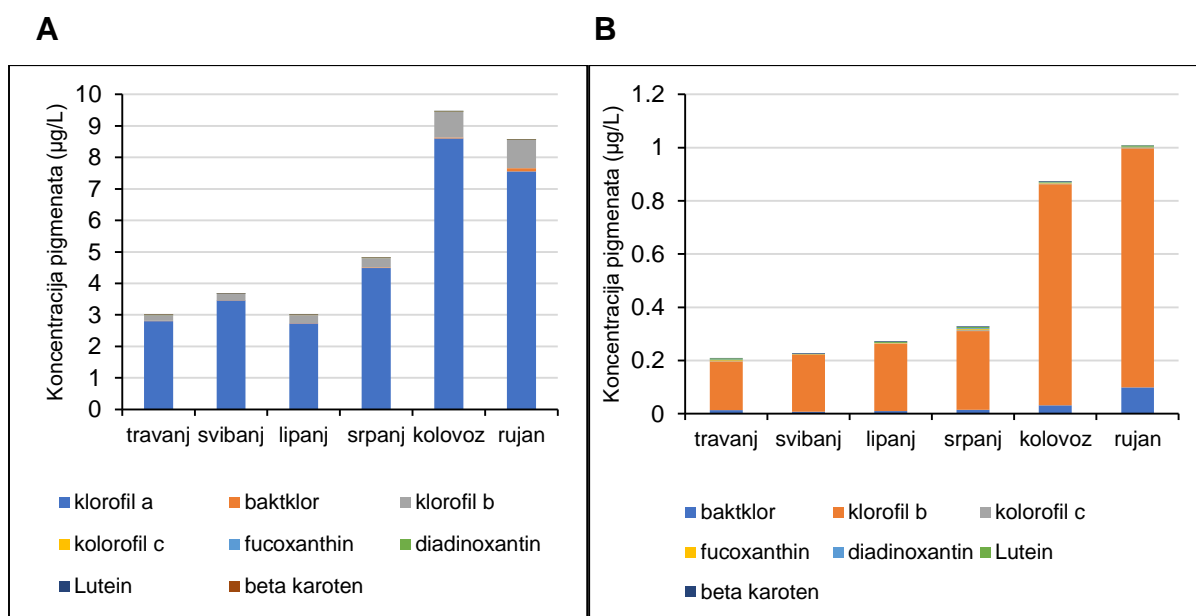 A
B
Koncentracija pigmenata (µg/L)
10
9
8
7
6
5
4
3
2
1
0
travanj svibanj lipanj srpanj kolovoz rujan
klorofil a baktklor klorofil b
kolorofil c fucoxanthin diadinoxantin
Lutein beta karoten
Koncentracija pigmenata (µg/L)
1.2
1
0.8
0.6
0.4
0.2
0
travanj svibanj lipanj srpanj kolovoz rujan
baktklor klorofil b kolorofil c
fucoxanthin diadinoxantin Lutein
beta karoten